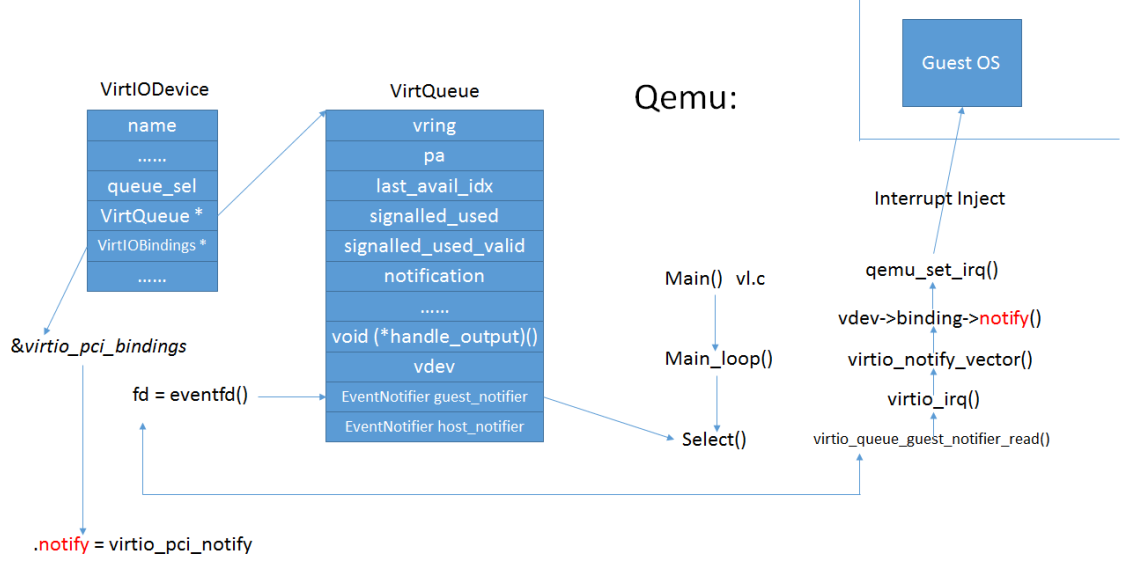 VirtIODevice
name
......
queue_sel
VirtQueue *
VirtIOBindings *
......
&virtio_pci_bindings
fd = eventfd()
.notify = virtio_pci_notify
VirtQueue
vring
pa
last_avail_idx
signalled_used
signalled_used_valid
notification
......
void (*handle_output)()
vdev
EventNotifier guest_notifier
EventNotifier host_notifier
Qemu:
Main() vl.c
Main_loop()
Select()
Guest OS
Interrupt Inject
qemu_set_irq()
vdev->binding->notify()
virtio_notify_vector()
virtio_irq()
virtio_queue_guest_notifier_read()